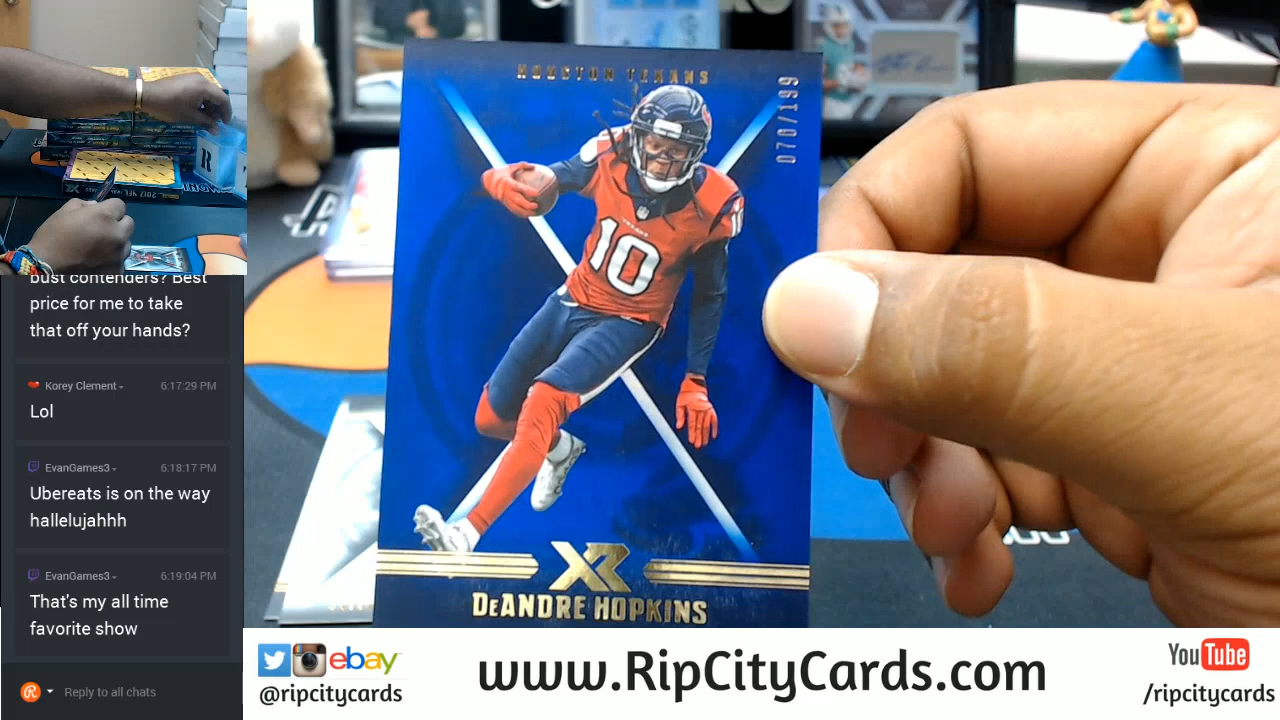 bust contenders? Best
price for me to take
that off your hands?
Korey Clement
6:17:29 PM
Lol
EvanGames3
6:18:17 PM
Ubereats is on the way
hallelujahhh
EvanGames3
6:19:04 PM
That's my all time
favorite show
Reply to all chats
HOUSTON TEXANS
070/199
TEXANS
10
10
XR
DeANDRE HOPKINS
R
XR
ebay
@ripcitycards
www.RipCityCards.com
YouTube
/ripcitycards